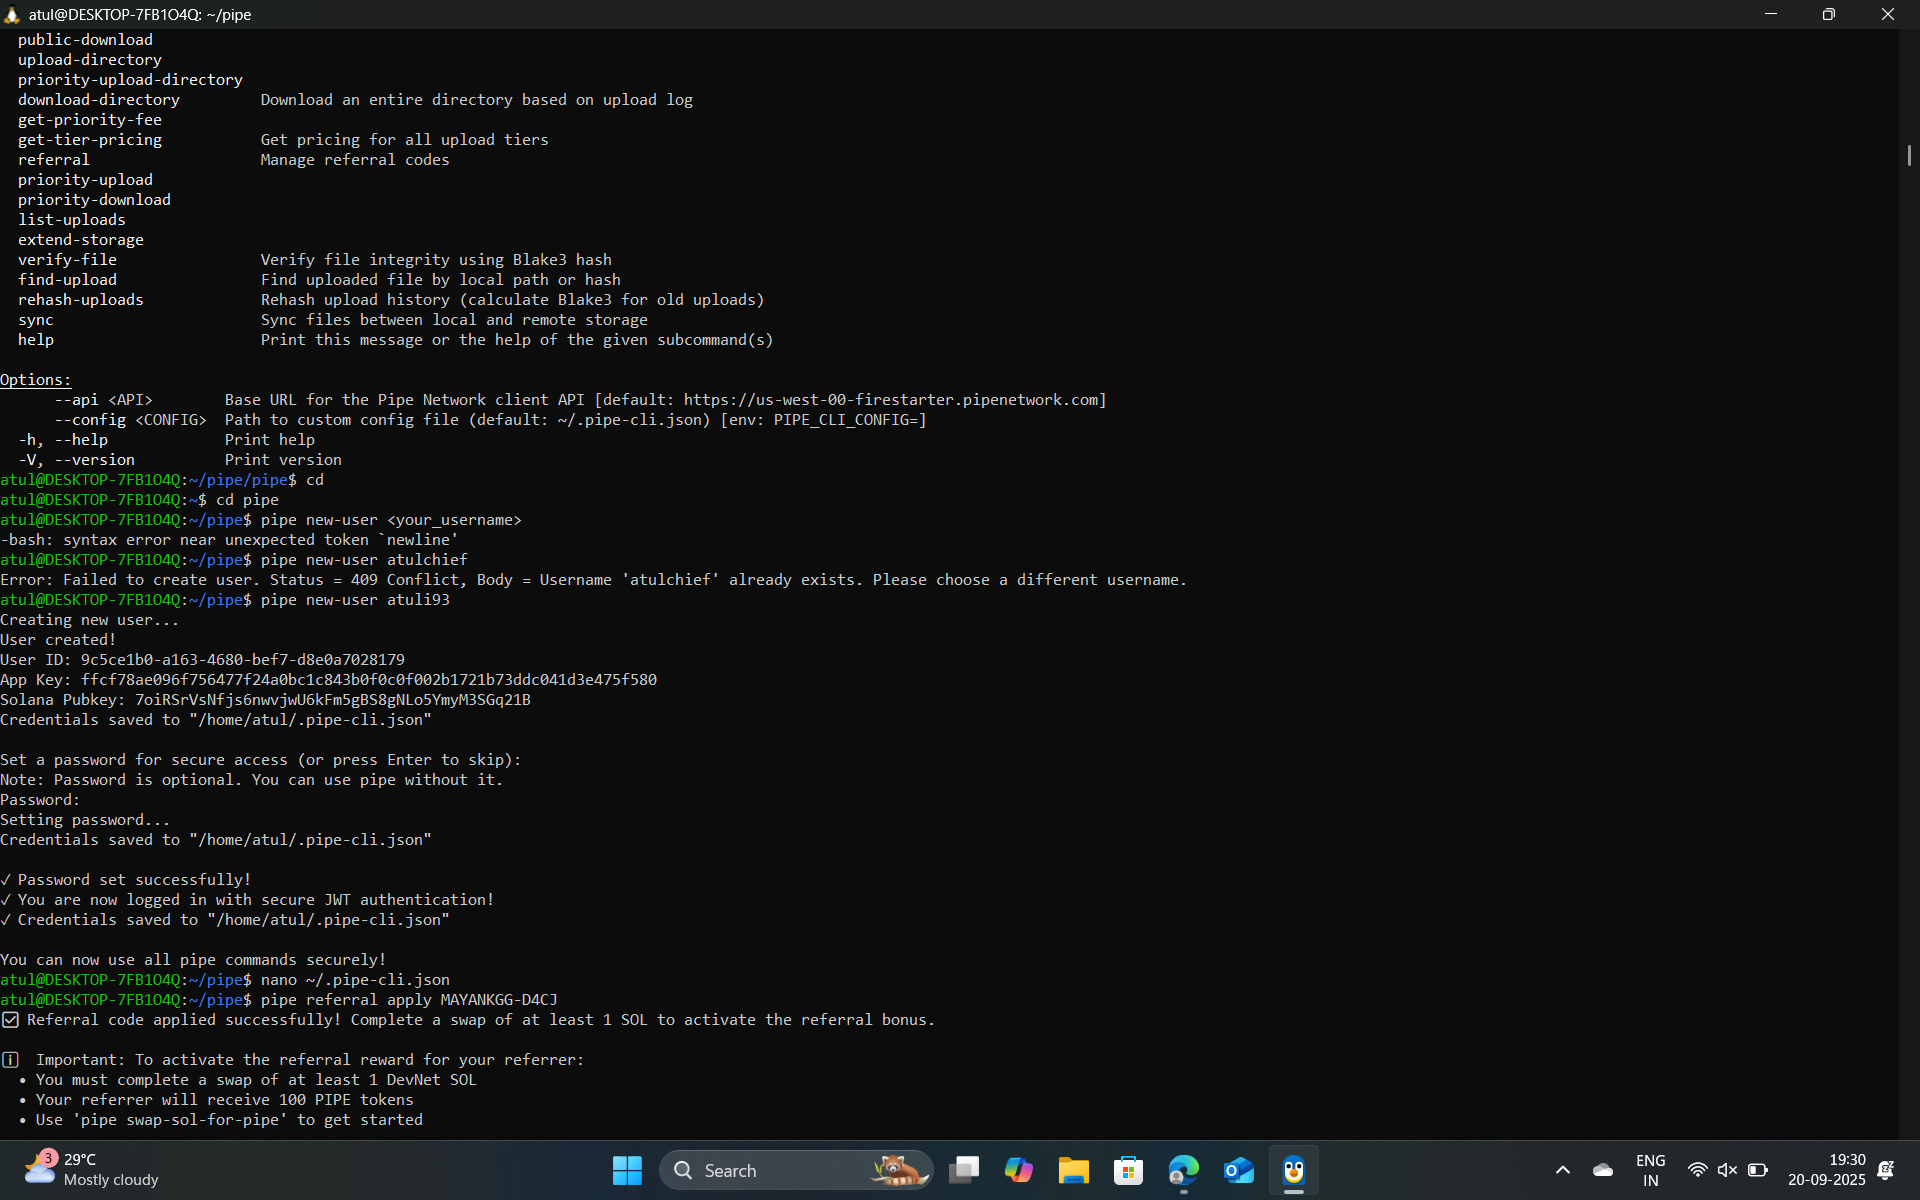 atul@DESKTOP-7FB1O4Q: ~/pipe
public-download
upload-directory
priority-upload-directory
download-directory Download an entire directory based on upload log
get-priority-fee
get-tier-pricing Get pricing for all upload tiers
referral Manage referral codes
priority-upload
priority-download
list-uploads
extend-storage
verify-file Verify file integrity using Blake3 hash
find-upload Find uploaded file by local path or hash
rehash-uploads Rehash upload history (calculate Blake3 for old uploads)
sync Sync files between local and remote storage
help Print this message or the help of the given subcommand(s)
Options:
--api <API> Base URL for the Pipe Network client API [default: https://us-west-00-firestarter.pipenetwork.com]
--config <CONFIG> Path to custom config file (default: ~/.pipe-cli.json) [env: PIPE_CLI_CONFIG=]
-h, --help Print help
-V, --version Print version
atul@DESKTOP-7FB1O4Q:~/pipe/pipe$ cd
atul@DESKTOP-7FB1O4Q:~$ cd pipe
atul@DESKTOP-7FB1O4Q:~/pipe$ pipe new-user <your_username>
-bash: syntax error near unexpected token `newline'
atul@DESKTOP-7FB1O4Q:~/pipe$ pipe new-user atulchief
Error: Failed to create user. Status = 409 Conflict, Body = Username 'atulchief' already exists. Please choose a different username.
atul@DESKTOP-7FB1O4Q:~/pipe$ pipe new-user atuli93
Creating new user...
User created!
User ID: 9c5ce1b0-a163-4680-bef7-d8e0a7028179
App Key: ffcf78ae096f756477f24a0bc1c843b0f0c0f002b1721b73ddc041d3e475f580
Solana Pubkey: 7oiRSrVsNfjs6nwvjwU6kFm5gBS8gNLo5YmyM3SGq21B
Credentials saved to "/home/atul/.pipe-cli.json"
Set a password for secure access (or press Enter to skip):
Note: Password is optional. You can use pipe without it.
Password:
Setting password...
Credentials saved to "/home/atul/.pipe-cli.json"
✓ Password set successfully!
✓ You are now logged in with secure JWT authentication!
✓ Credentials saved to "/home/atul/.pipe-cli.json"
You can now use all pipe commands securely!
atul@DESKTOP-7FB1O4Q:~/pipe$ nano ~/.pipe-cli.json
atul@DESKTOP-7FB1O4Q:~/pipe$ pipe referral apply MAYANKGG-D4CJ
☑ Referral code applied successfully! Complete a swap of at least 1 SOL to activate the referral bonus.
ℹ Important: To activate the referral reward for your referrer:
• You must complete a swap of at least 1 DevNet SOL
• Your referrer will receive 100 PIPE tokens
• Use 'pipe swap-sol-for-pipe' to get started
3
29°C
Mostly cloudy
Search
ENG
IN
19:30
20-09-2025